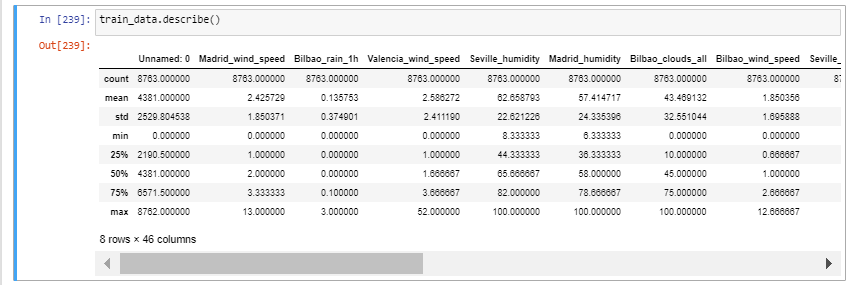 In [239]: train_data.describe()
Out[239]:
Unnamed: 0 Madrid_wind_speed Bilbao_rain_1h Valencia_wind_speed Seville_humidity Madrid_humidity Bilbao_clouds_all Bilbao_wind_speed Seville_
count 8763.000000 8763.000000 8763.000000 8763.000000 8763.000000 8763.000000 8763.000000 8763.000000 87
mean 4381.000000 2.425729 0.135753 2.586272 62.658793 57.414717 43.469132 1.850356
std 2529.804538 1.850371 0.374901 2.411190 22.621226 24.335396 32.551044 1.695888
min 0.000000 0.000000 0.000000 0.000000 8.333333 6.333333 0.000000 0.000000
25% 2190.500000 1.000000 0.000000 1.000000 44.333333 36.333333 10.000000 0.666667
50% 4381.000000 2.000000 0.000000 1.666667 65.666667 58.000000 45.000000 1.000000
75% 6571.500000 3.333333 0.100000 3.666667 82.000000 78.666667 75.000000 2.666667
max 8762.000000 13.000000 3.000000 52.000000 100.000000 100.000000 100.000000 12.666667
8 rows × 46 columns